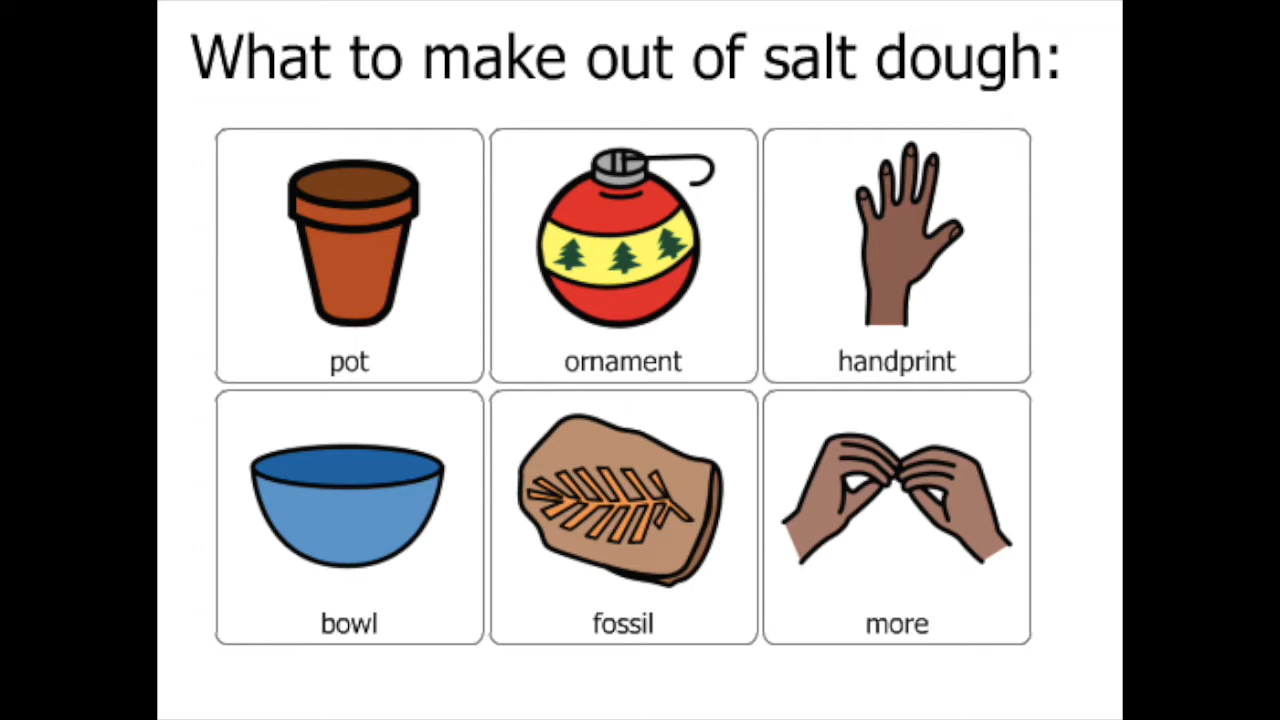 What to make out of salt dough:
pot
ornament
handprint
bowl
fossil
more